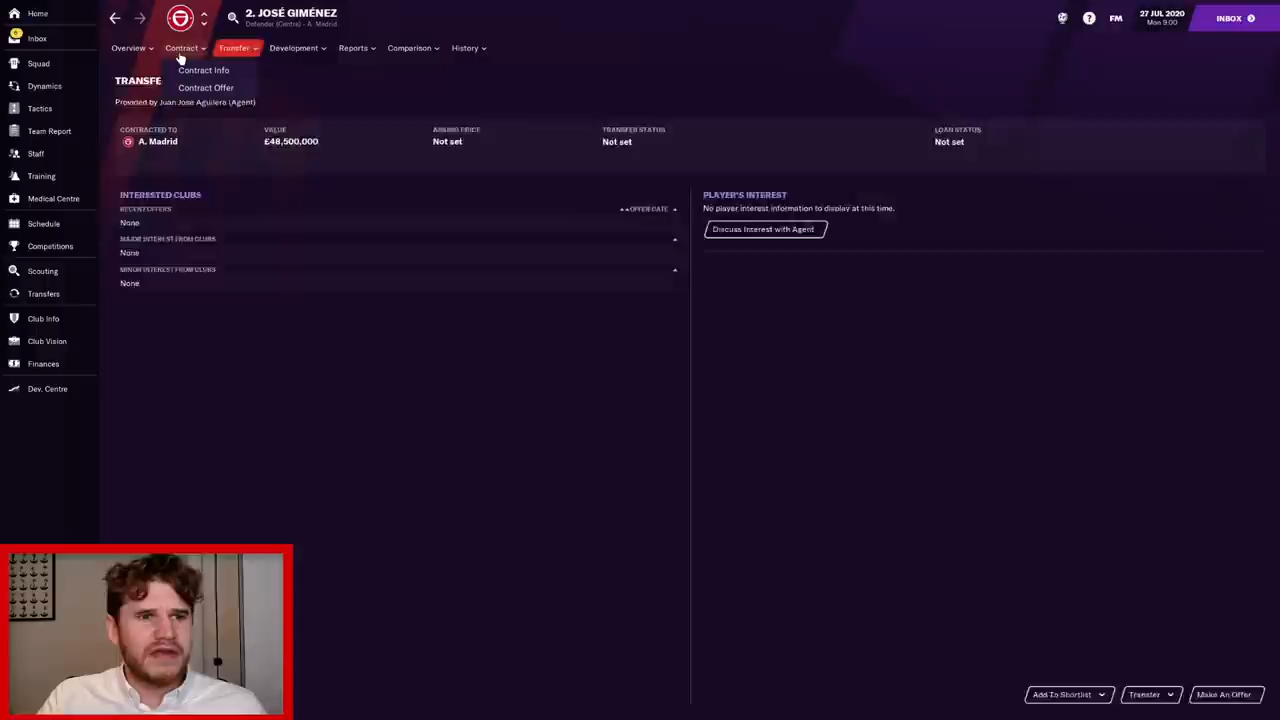 Home
Inbox
Squad
Dynamics
Tactics
Team Report
Staff
Training
Medical Centre
Schedule
Competitions
Scouting
Transfers
Club Info
Club Vision
Finances
Dev. Centre
2. JOSÉ GIMÉNEZ
Defender (Centre) - A. Madrid
FM
27 JUL 2020
Mon 9:00
INBOX
Overview
Contract
Transfer
Development
Reports
Comparison
History
Contract Info
Contract Offer
TRANSFE
Provided by Juan José Aguilera (Agent)
CONTRACTED TO
A. Madrid
VALUE
£48,500,000
ASKING PRICE
Not set
TRANSFER STATUS
Not set
LOAN STATUS
Not set
INTERESTED CLUBS
RECENT OFFERS
OFFER DATE
None
MAJOR INTEREST FROM CLUBS
None
MINOR INTEREST FROM CLUBS
None
PLAYER'S INTEREST
No player interest information to display at this time.
Discuss Interest with Agent
Add To Shortlist
Transfer
Make An Offer